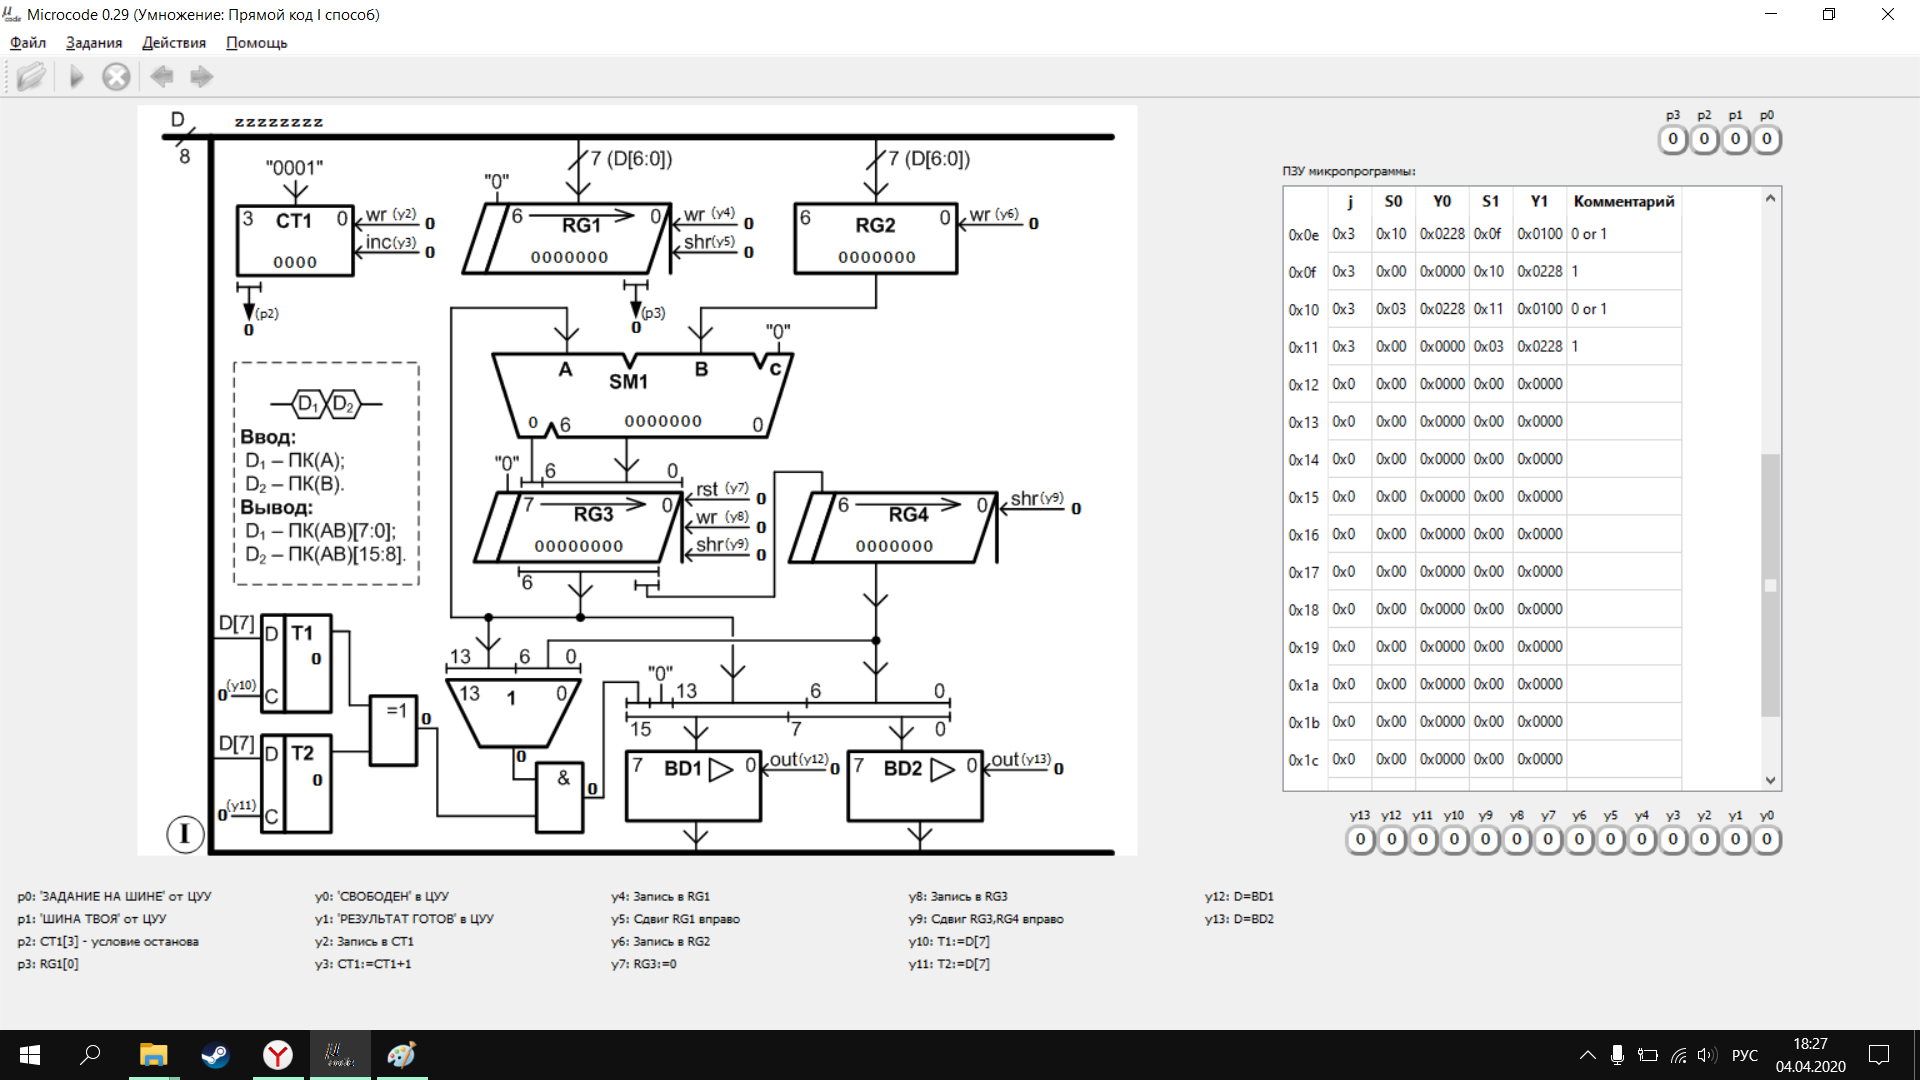 Microcode 0.29 (Умножение: Прямой код I способ)
Файл Задания Действия Помощь
D zzzzzzzz
8
"0001"
3 CT1 0
0000
wr (y2) 0
inc(y3) 0
(p2)
0
7 (D[6:0])
"0"
6 RG1 0
0000000
wr (y4) 0
shr(y5) 0
(p3)
0
7 (D[6:0])
6 RG2 0
0000000
wr (y6) 0
"0"
A B c
SM1
0 6 0000000 0
D1 D2
Ввод:
D1 – ПК(A);
D2 – ПК(B).
Вывод:
D1 – ПК(AB)[7:0];
D2 – ПК(AB)[15:8].
"0" 6 0
7 RG3 0
00000000
rst (y7) 0
wr (y8) 0
shr(y9) 0
6
6 RG4 0
0000000
shr(y9) 0
D[7] D T1
0
0 (y10) C
D[7] D T2
0
0 (y11) C
=1 0
13 6 0
13 1 0
0
& 0
"0" 13 6 0
15 7 0
7 BD1 0
out(y12) 0
7 BD2 0
out(y13) 0
I
p3 p2 p1 p0
0 0 0 0
ПЗУ микропрограммы:
j S0 Y0 S1 Y1 Комментарий
0x0e 0x3 0x10 0x0228 0x0f 0x0100 0 or 1
0x0f 0x3 0x00 0x0000 0x10 0x0228 1
0x10 0x3 0x03 0x0228 0x11 0x0100 0 or 1
0x11 0x3 0x00 0x0000 0x03 0x0228 1
0x12 0x0 0x00 0x0000 0x00 0x0000
0x13 0x0 0x00 0x0000 0x00 0x0000
0x14 0x0 0x00 0x0000 0x00 0x0000
0x15 0x0 0x00 0x0000 0x00 0x0000
0x16 0x0 0x00 0x0000 0x00 0x0000
0x17 0x0 0x00 0x0000 0x00 0x0000
0x18 0x0 0x00 0x0000 0x00 0x0000
0x19 0x0 0x00 0x0000 0x00 0x0000
0x1a 0x0 0x00 0x0000 0x00 0x0000
0x1b 0x0 0x00 0x0000 0x00 0x0000
0x1c 0x0 0x00 0x0000 0x00 0x0000
y13 y12 y11 y10 y9 y8 y7 y6 y5 y4 y3 y2 y1 y0
0 0 0 0 0 0 0 0 0 0 0 0 0 0
p0: 'ЗАДАНИЕ НА ШИНЕ' от ЦУУ
p1: 'ШИНА ТВОЯ' от ЦУУ
p2: CT1[3] - условие останова
p3: RG1[0]
y0: 'СВОБОДЕН' в ЦУУ
y1: 'РЕЗУЛЬТАТ ГОТОВ' в ЦУУ
y2: Запись в CT1
y3: CT1:=CT1+1
y4: Запись в RG1
y5: Сдвиг RG1 вправо
y6: Запись в RG2
y7: RG3:=0
y8: Запись в RG3
y9: Сдвиг RG3,RG4 вправо
y10: T1:=D[7]
y11: T2:=D[7]
y12: D=BD1
y13: D=BD2
РУС
18:27
04.04.2020